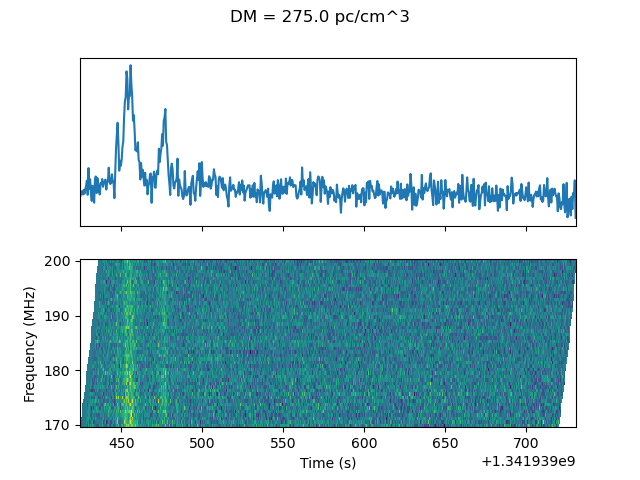 DM = 275.0 pc/cm^3
200
190
180
170
Frequency (MHz)
450 500 550 600 650 700
Time (s)
+1.341939e9